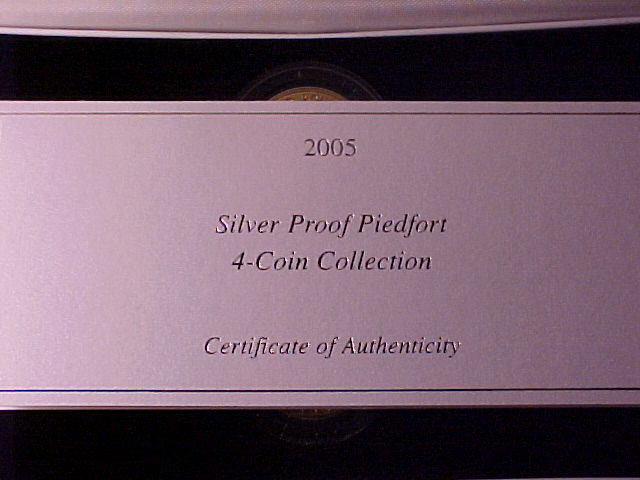 2005
Silver Proof Piedfort
4-Coin Collection
Certificate of Authenticity